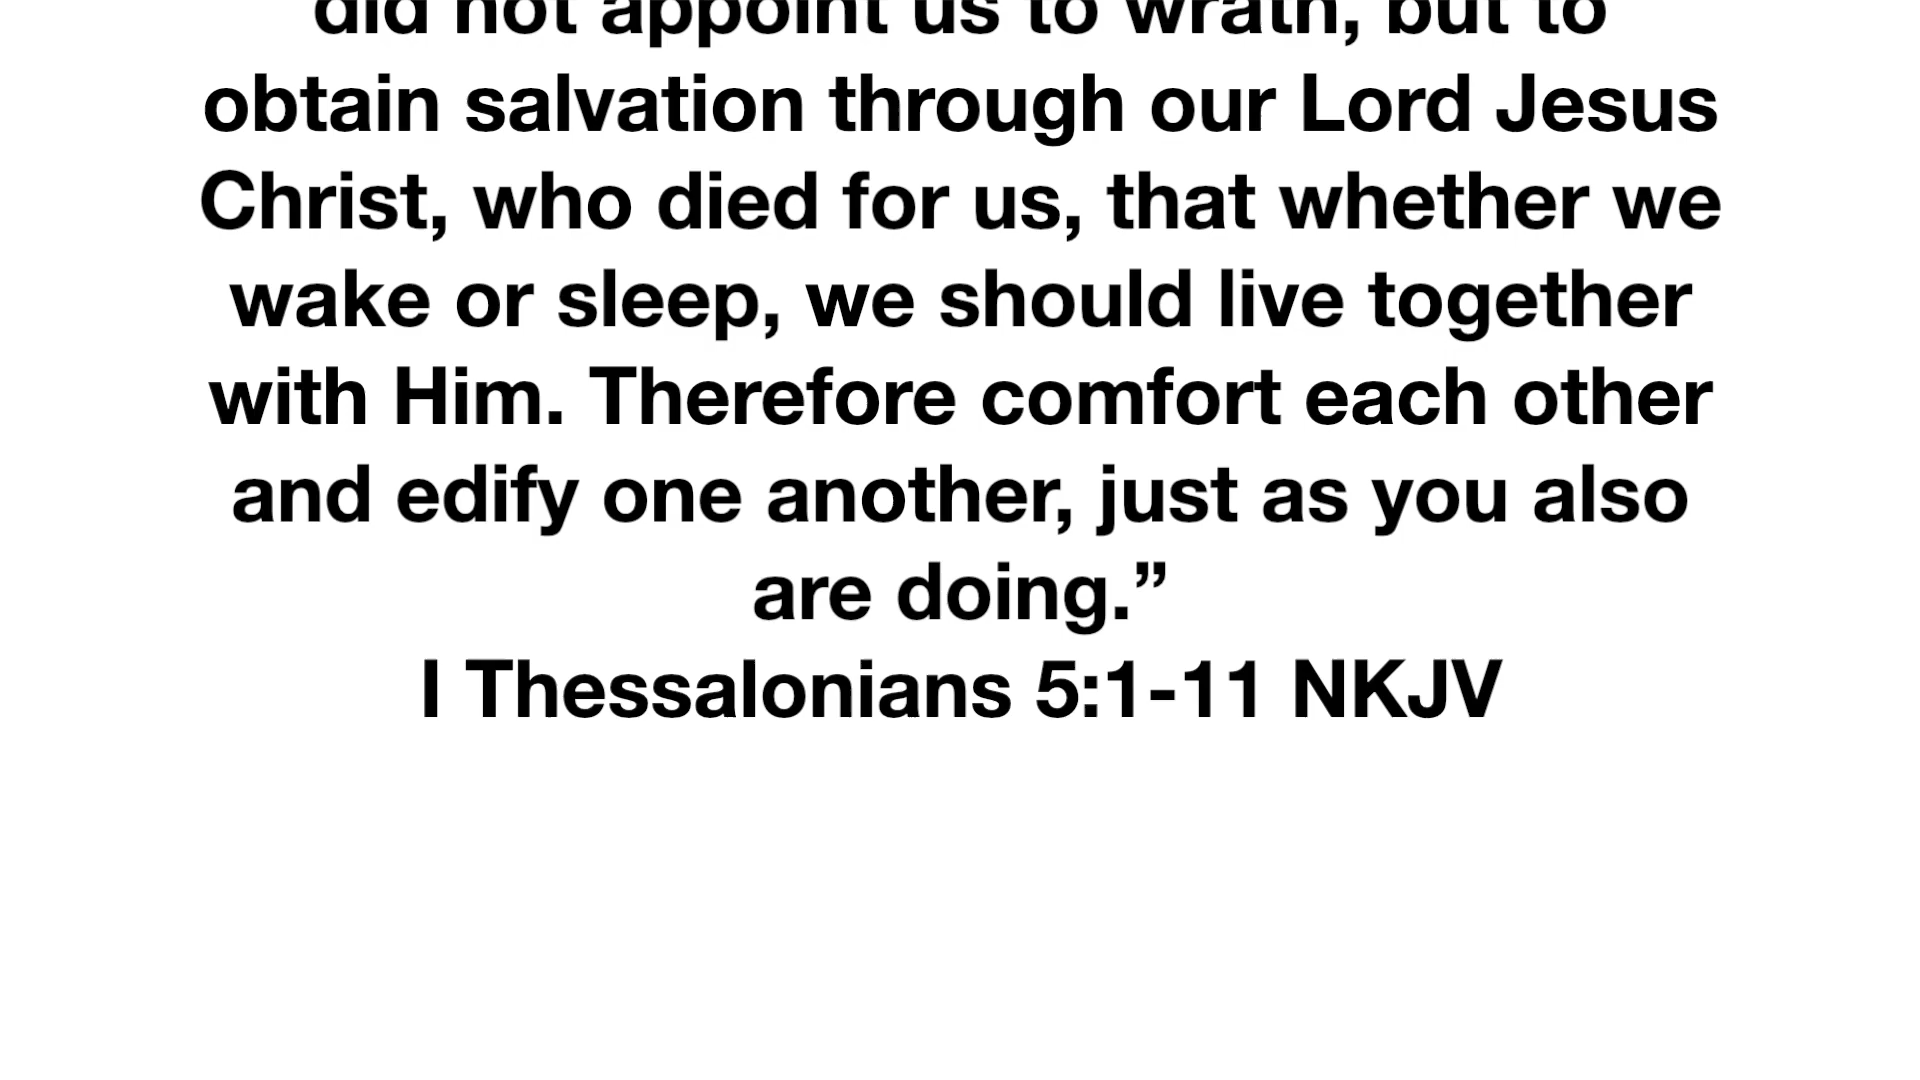 did not appoint us to wrath, but to
obtain salvation through our Lord Jesus
Christ, who died for us, that whether we
wake or sleep, we should live together
with Him. Therefore comfort each other
and edify one another, just as you also
are doing.”
I Thessalonians 5:1-11 NKJV